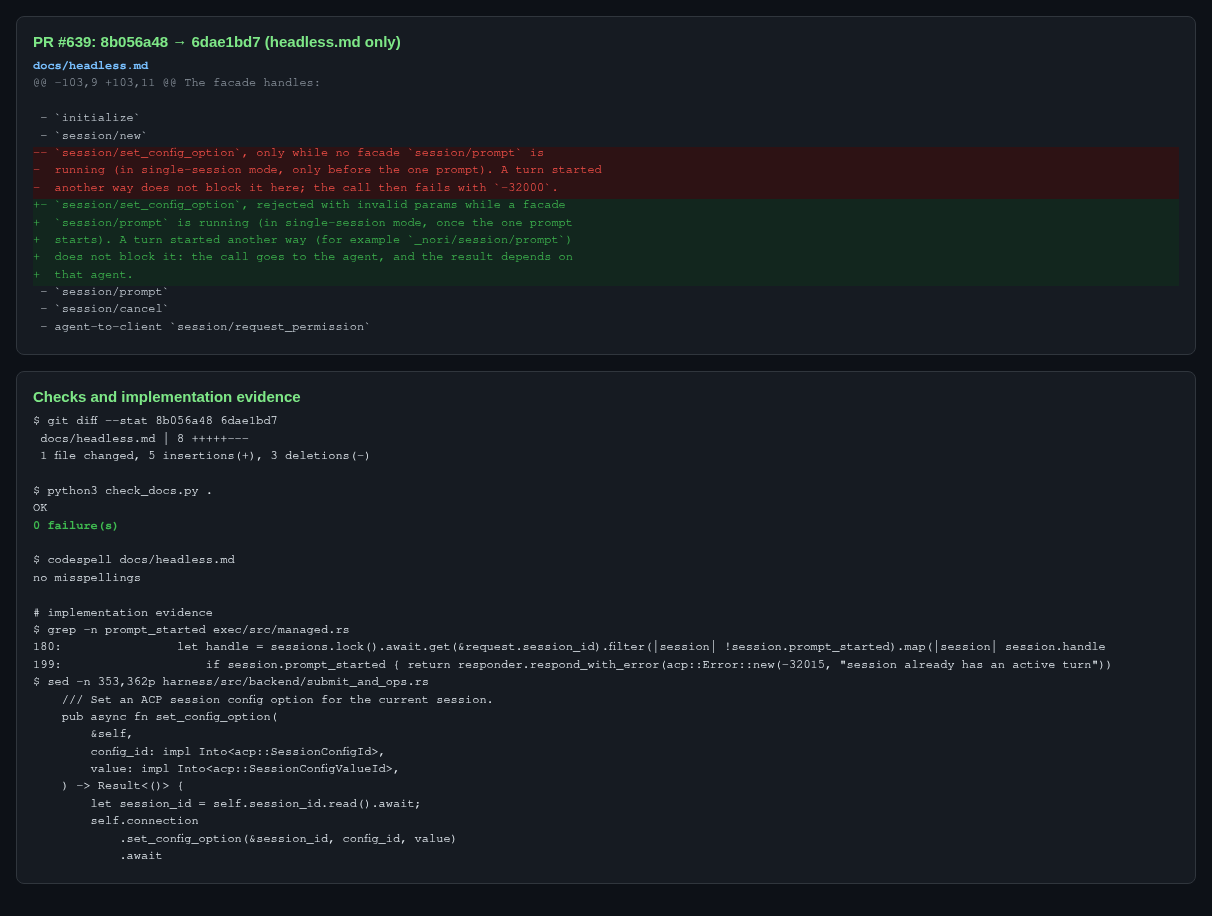 PR #639: 8b056a48 → 6dae1bd7 (headless.md only)
docs/headless.md
@@ -103,9 +103,11 @@ The facade handles:
 - `initialize`
 - `session/new`
-- `session/set_config_option`, only while no facade `session/prompt` is
-  running (in single-session mode, only before the one prompt). A turn started
-  another way does not block it here; the call then fails with `-32000`.
+- `session/set_config_option`, rejected with invalid params while a facade
+  `session/prompt` is running (in single-session mode, once the one prompt
+  starts). A turn started another way (for example `_nori/session/prompt`)
+  does not block it: the call goes to the agent, and the result depends on
+  that agent.
 - `session/prompt`
 - `session/cancel`
 - agent-to-client `session/request_permission`
Checks and implementation evidence
$ git diff --stat 8b056a48 6dae1bd7
 docs/headless.md | 8 +++++---
 1 file changed, 5 insertions(+), 3 deletions(-)
$ python3 check_docs.py .
OK
0 failure(s)
$ codespell docs/headless.md
no misspellings
# implementation evidence
$ grep -n prompt_started exec/src/managed.rs
180:                let handle = sessions.lock().await.get(&request.session_id).filter(|session| !session.prompt_started).map(|session| session.handle
199:                    if session.prompt_started { return responder.respond_with_error(acp::Error::new(-32015, "session already has an active turn"))
$ sed -n 353,362p harness/src/backend/submit_and_ops.rs
    /// Set an ACP session config option for the current session.
    pub async fn set_config_option(
        &self,
        config_id: impl Into<acp::SessionConfigId>,
        value: impl Into<acp::SessionConfigValueId>,
    ) -> Result<()> {
        let session_id = self.session_id.read().await;
        self.connection
            .set_config_option(&session_id, config_id, value)
            .await